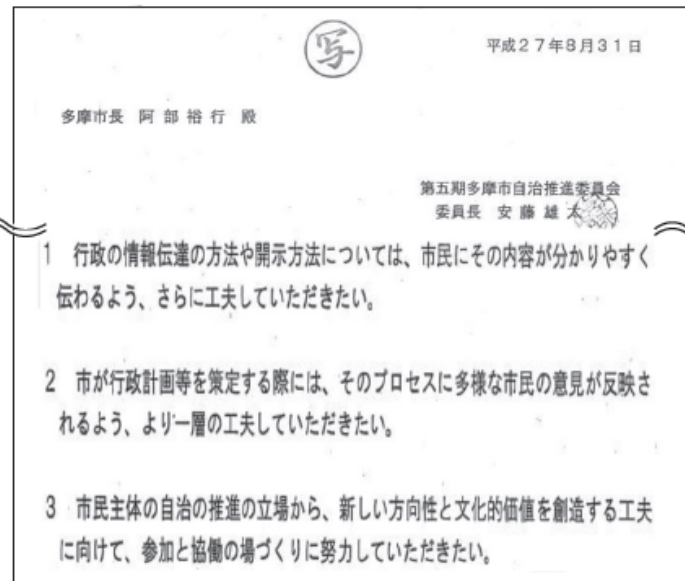 写
平成27年8月31日
多摩市長 阿部裕行 殿
第五期多摩市自治推進委員会
委員長 安藤雄太
1 行政の情報伝達の方法や開示方法については、市民にその内容が分かりやすく
伝わるよう、さらに工夫していただきたい。
2 市が行政計画等を策定する際には、そのプロセスに多様な市民の意見が反映さ
れるよう、より一層の工夫していただきたい。
3 市民主体の自治の推進の立場から、新しい方向性と文化的価値を創造する工夫
に向けて、参加と協働の場づくりに努力していただきたい。